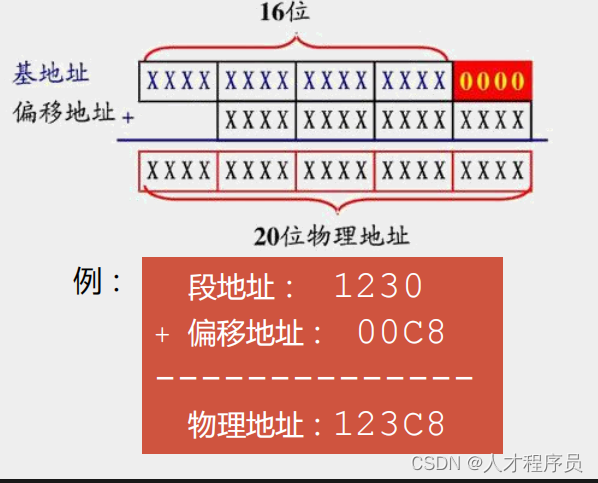 16位
基地址 XXXX XXXX XXXX XXXX 0000
偏移地址 + XXXX XXXX XXXX XXXX
XXXX XXXX XXXX XXXX XXXX
20位物理地址
例： 段地址： 1230
+ 偏移地址： 00C8
--------------
物理地址：123C8
CSDN @人才程序员